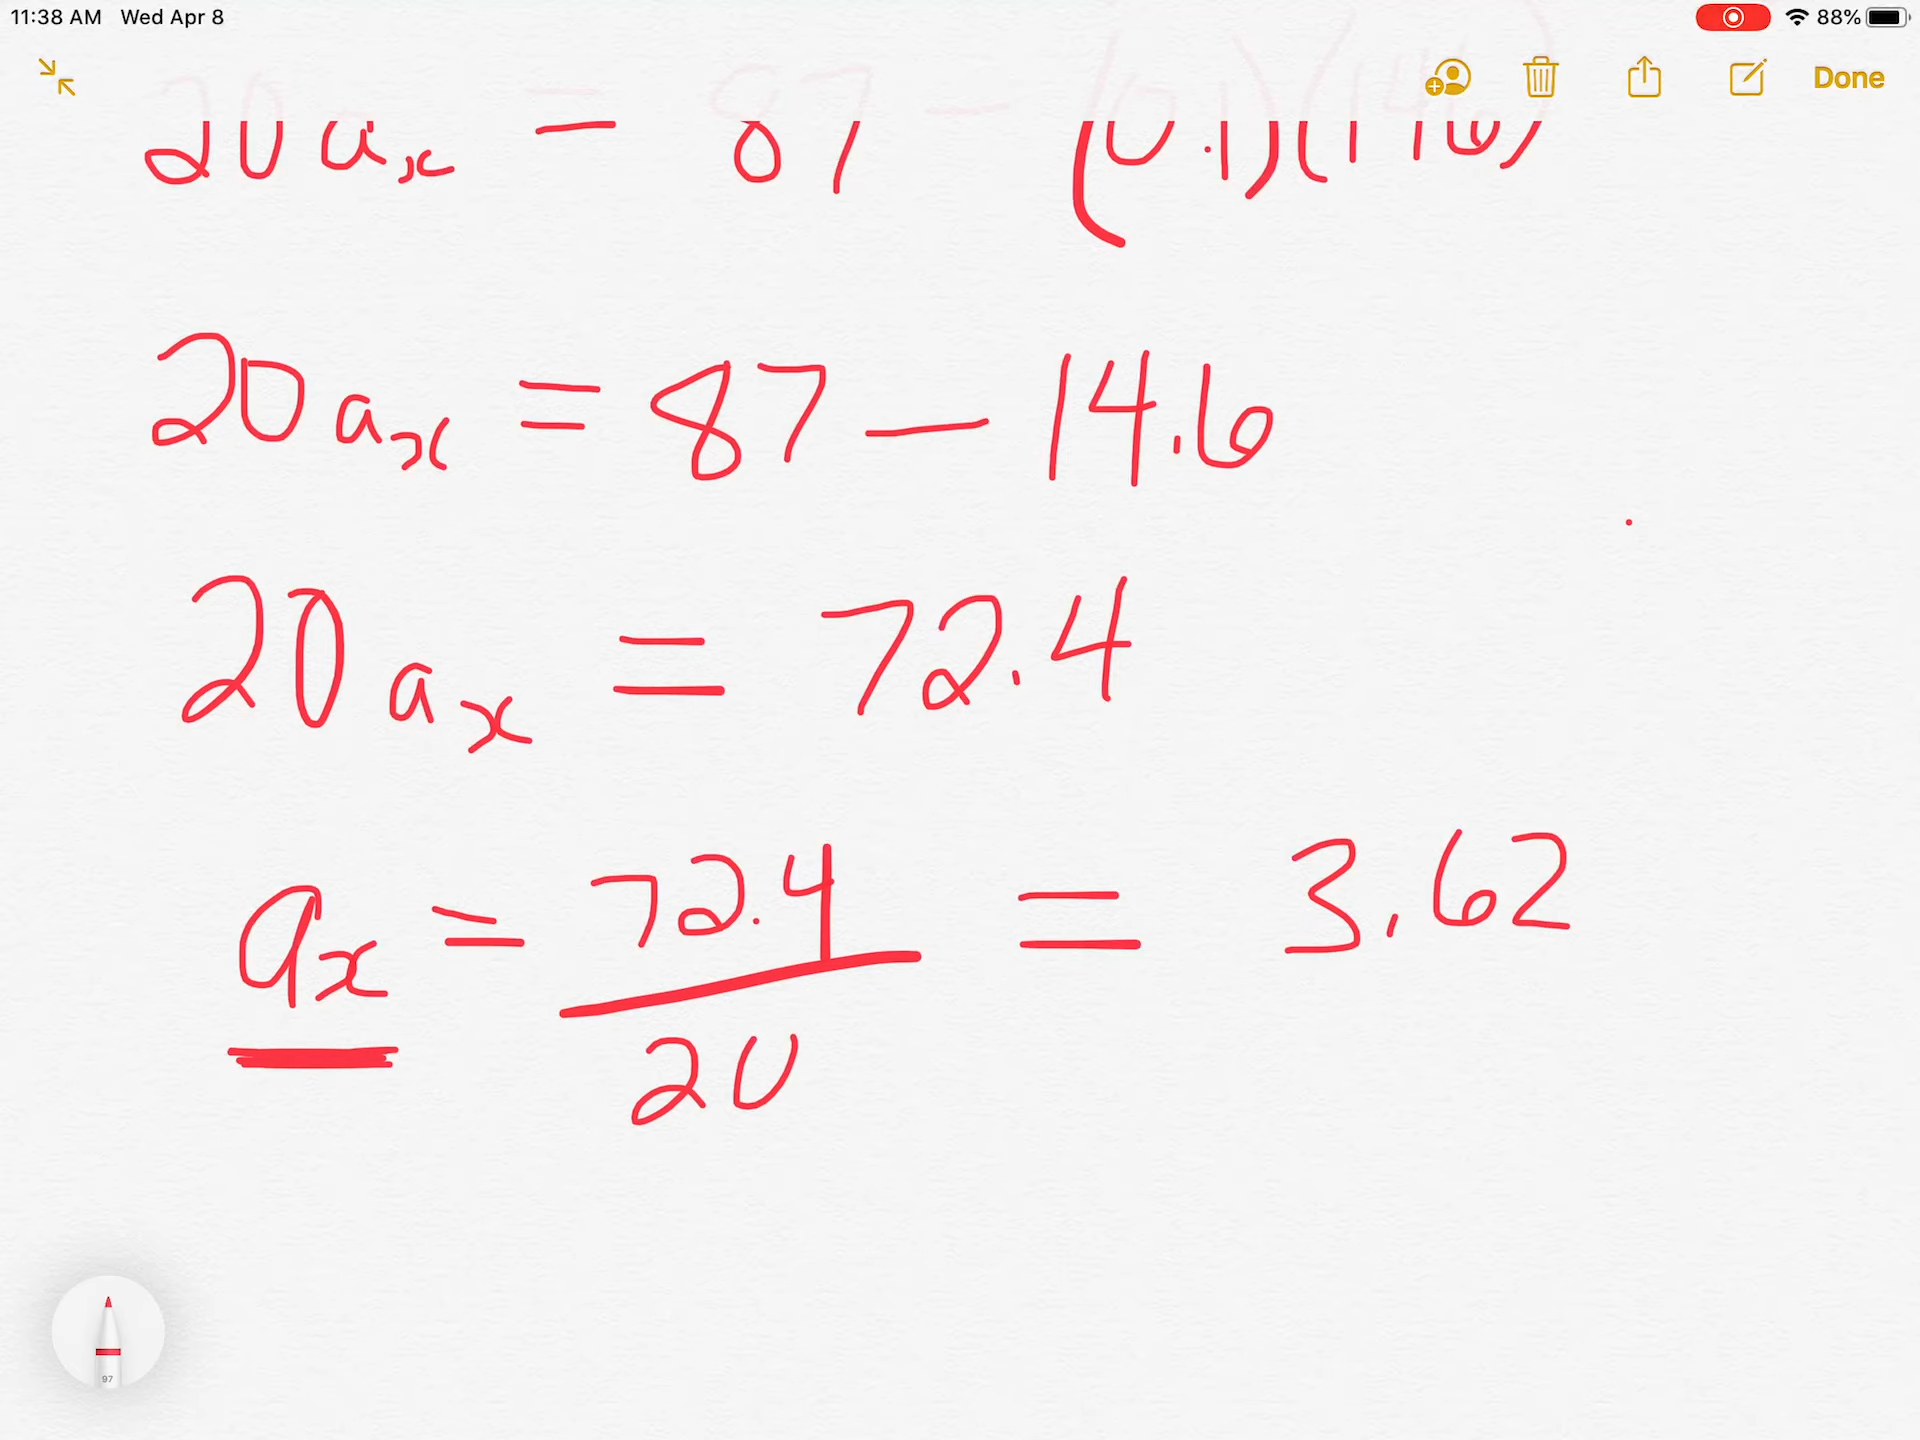 11:38 AM Wed Apr 8 88%
Done
20 aₓ = 87 - (0.1)(146)
20 aₓ = 87 - 14.6
20 aₓ = 72.4
aₓ = 72.4 / 20 = 3.62
97